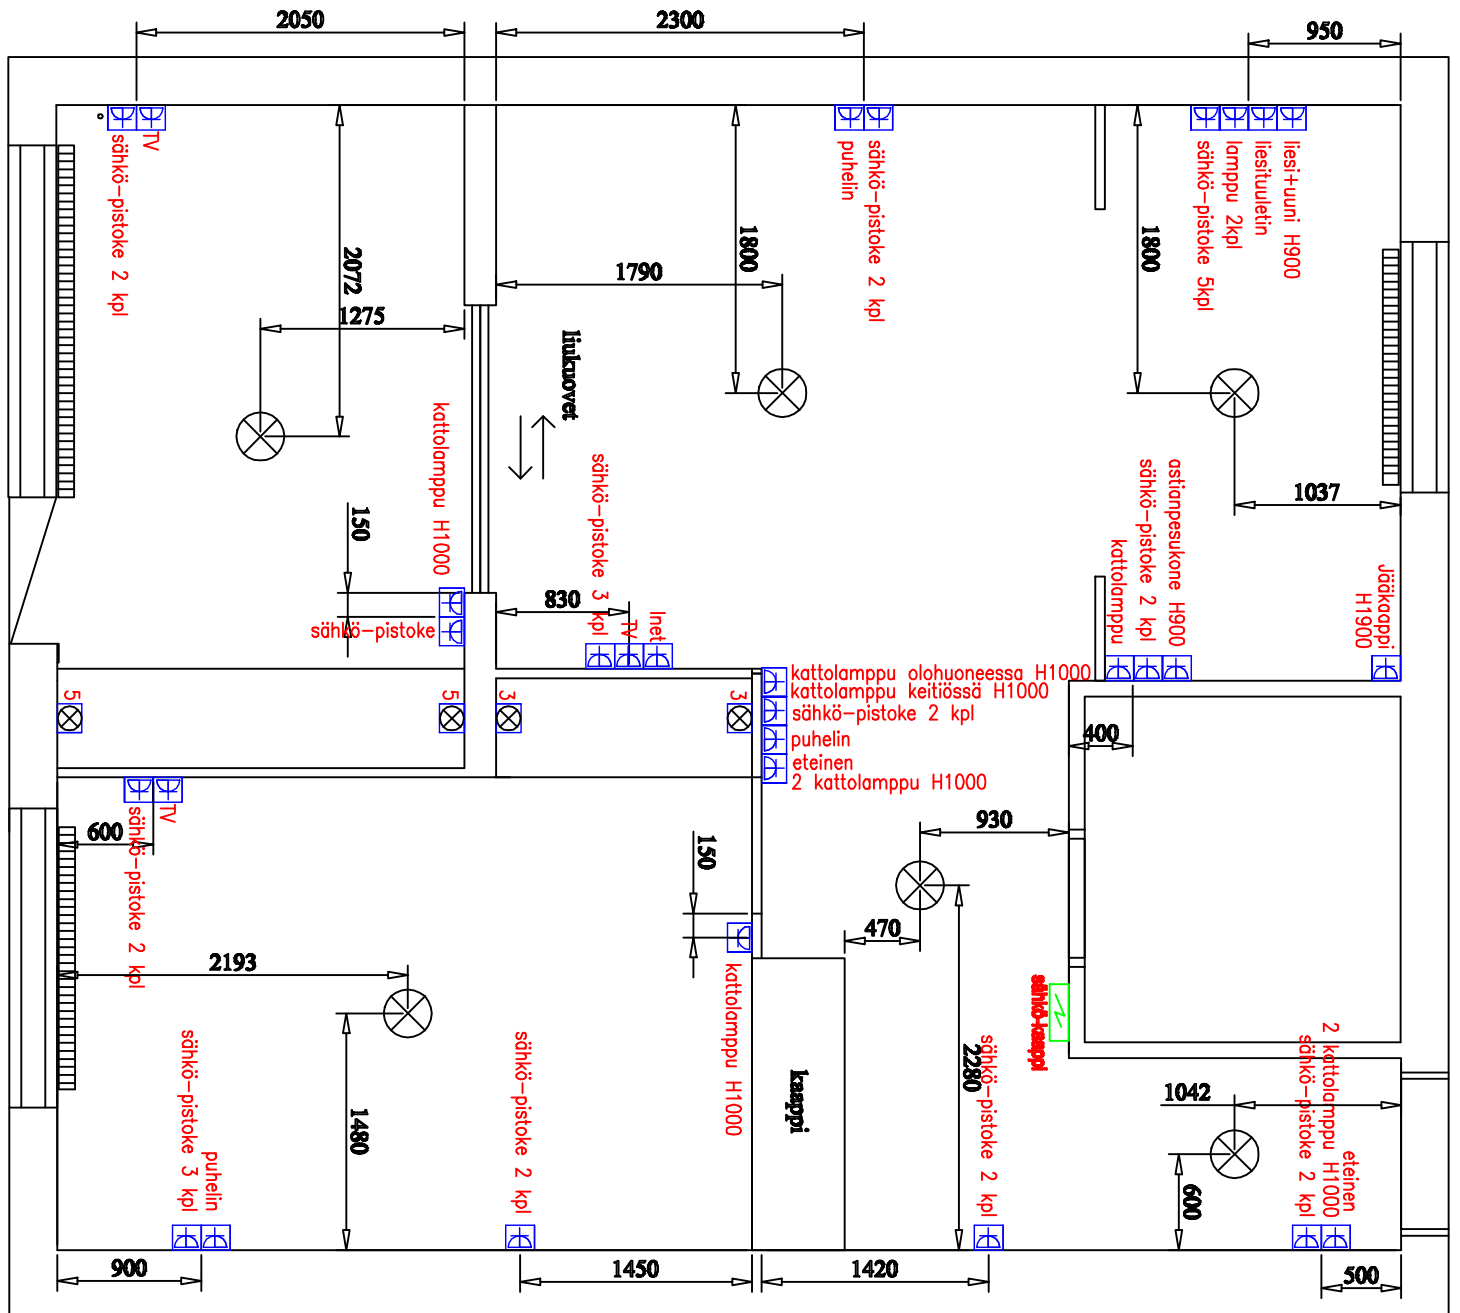 2050
2300
950
TV
sähkö-pistoke 2 kpl
sähkö-pistoke 2 kpl
puhelin
liesi+uuni H900
liesituuletin
lamppu 2kpl
sähkö-pistoke 5kpl
2072
1275
1800
1790
1800
1037
liukuovet
kattolamppu H1000
150
sähkö-pistoke
sähkö-pistoke 3 kpl
830
TV
Inet
astianpesukone H900
sähkö-pistoke 2 kpl
kattolamppu
Jääkaappi
H1900
kattolamppu olohuoneessa H1000
kattolamppu keitiössä H1000
sähkö-pistoke 2 kpl
puhelin
eteinen
2 kattolamppu H1000
5
5
3
3
400
TV
sähkö-pistoke 2 kpl
600
150
930
470
2193
kattolamppu H1000
sähkö-kaappi
1480
sähkö-pistoke 2 kpl
puhelin
sähkö-pistoke 3 kpl
kaappi
2280
sähkö-pistoke 2 kpl
1042
600
eteinen
2 kattolamppu H1000
sähkö-pistoke 2 kpl
900
1450
1420
500